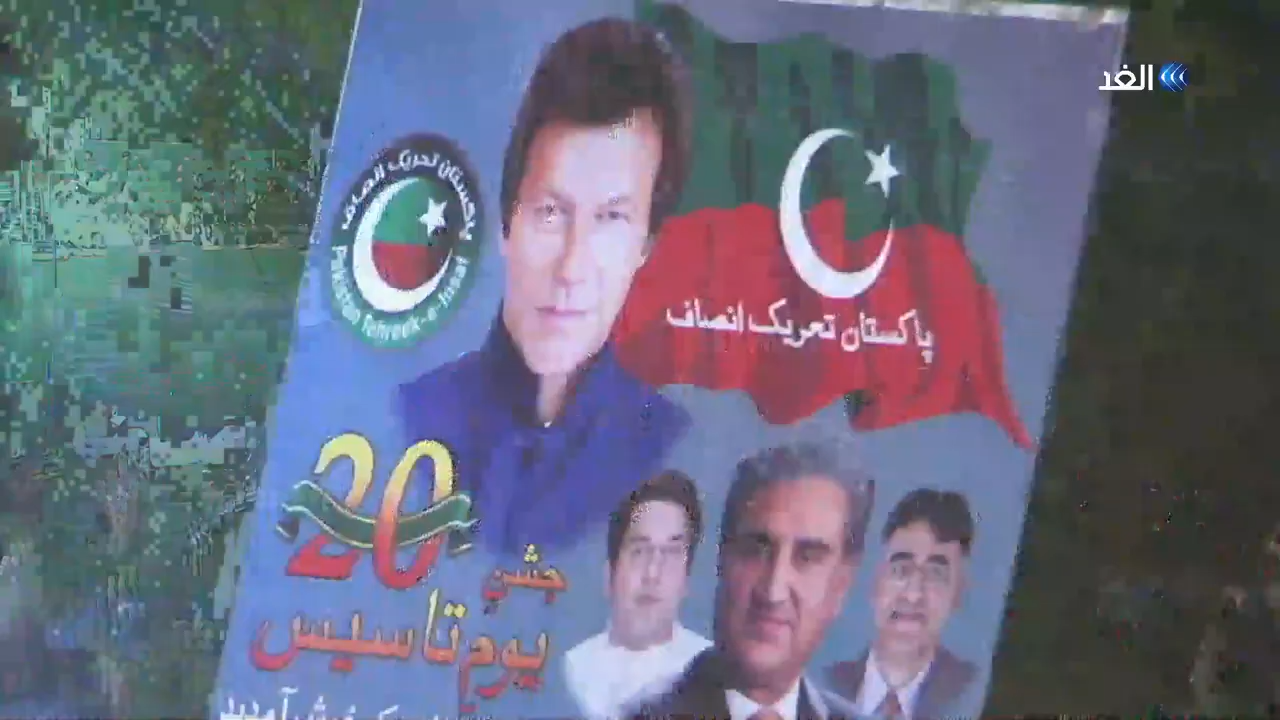 الغد
پاکستان تحریک انصاف
Pakistan Tehreek-e-Insaf
پاکستان تحریک انصاف
20
جشنِ
یومِ تاسیس